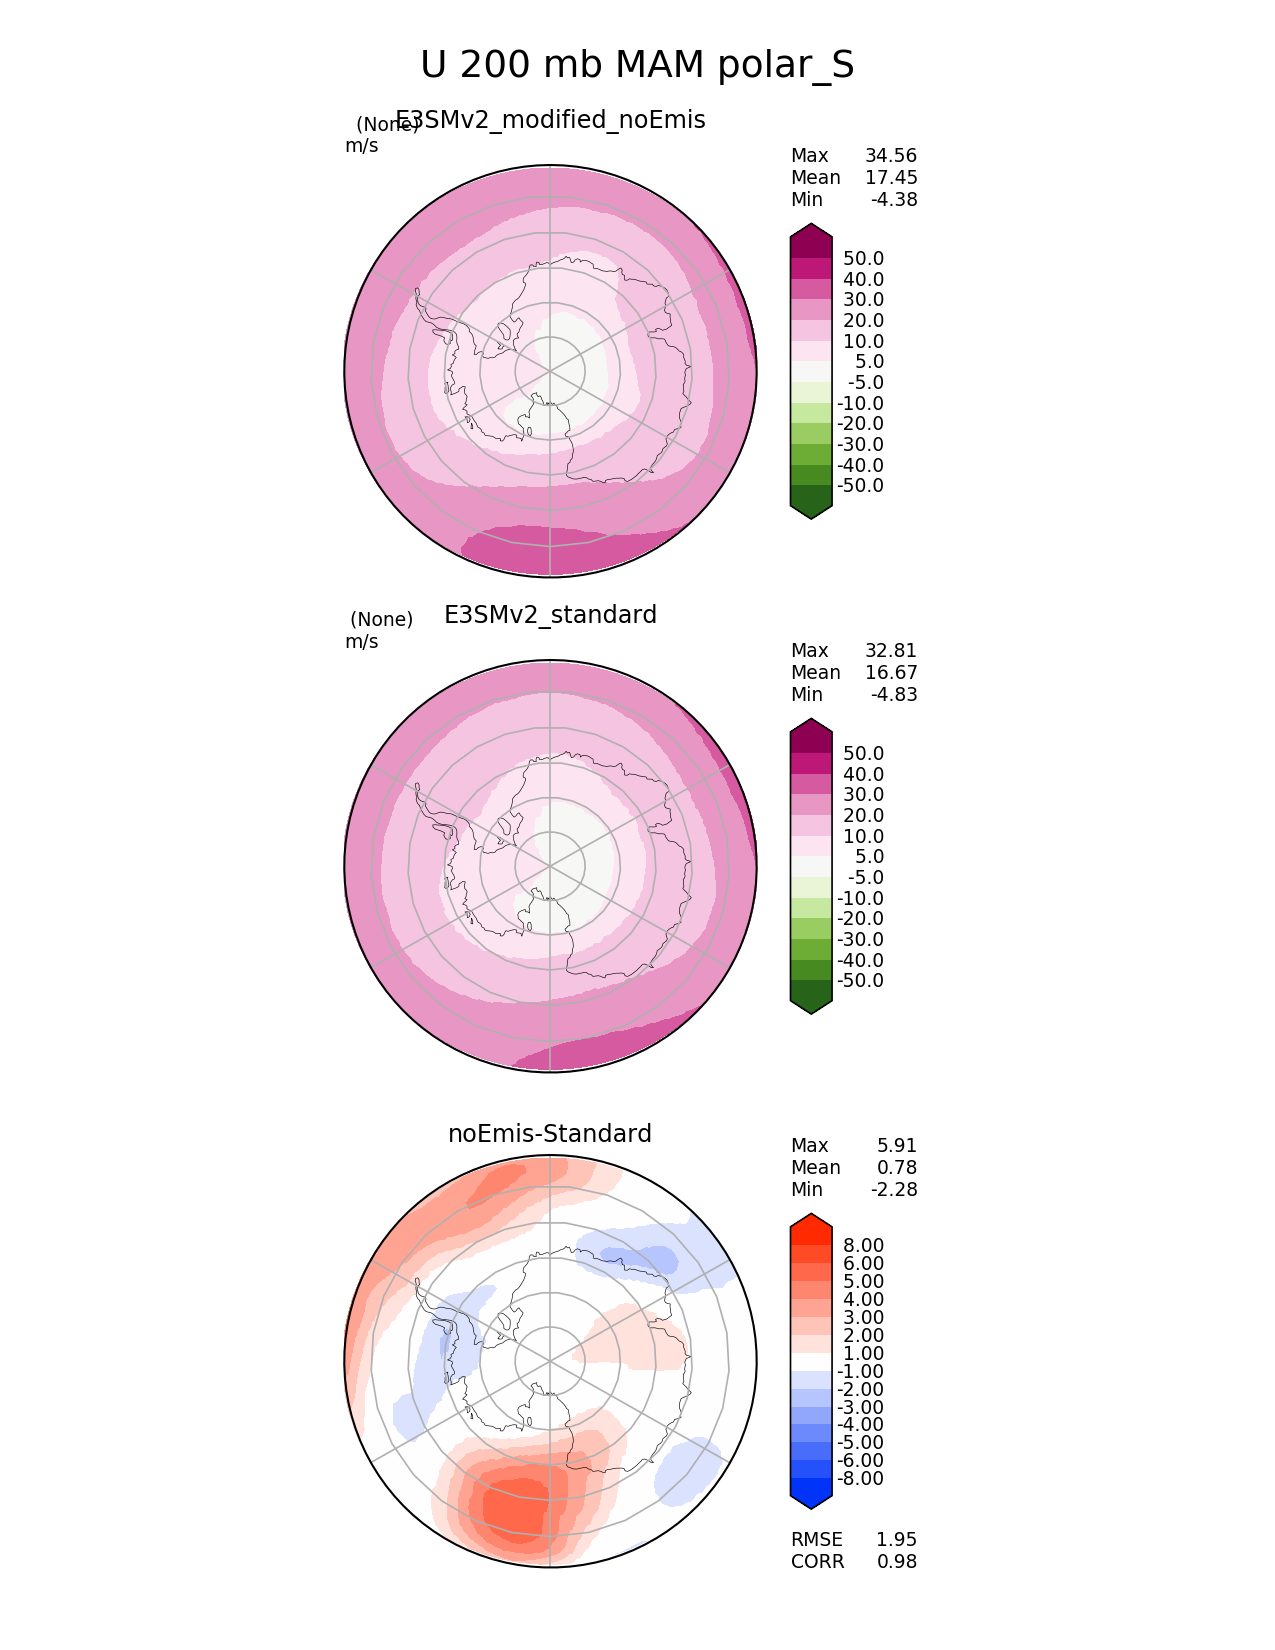 U 200 mb MAM polar_S
E3SMv2_modified_noEmis
(None)
m/s
Max 34.56
Mean 17.45
Min -4.38
50.0
40.0
30.0
20.0
10.0
5.0
-5.0
-10.0
-20.0
-30.0
-40.0
-50.0
(None) E3SMv2_standard
m/s
Max 32.81
Mean 16.67
Min -4.83
50.0
40.0
30.0
20.0
10.0
5.0
-5.0
-10.0
-20.0
-30.0
-40.0
-50.0
noEmis-Standard
Max 5.91
Mean 0.78
Min -2.28
8.00
6.00
5.00
4.00
3.00
2.00
1.00
-1.00
-2.00
-3.00
-4.00
-5.00
-6.00
-8.00
RMSE 1.95
CORR 0.98